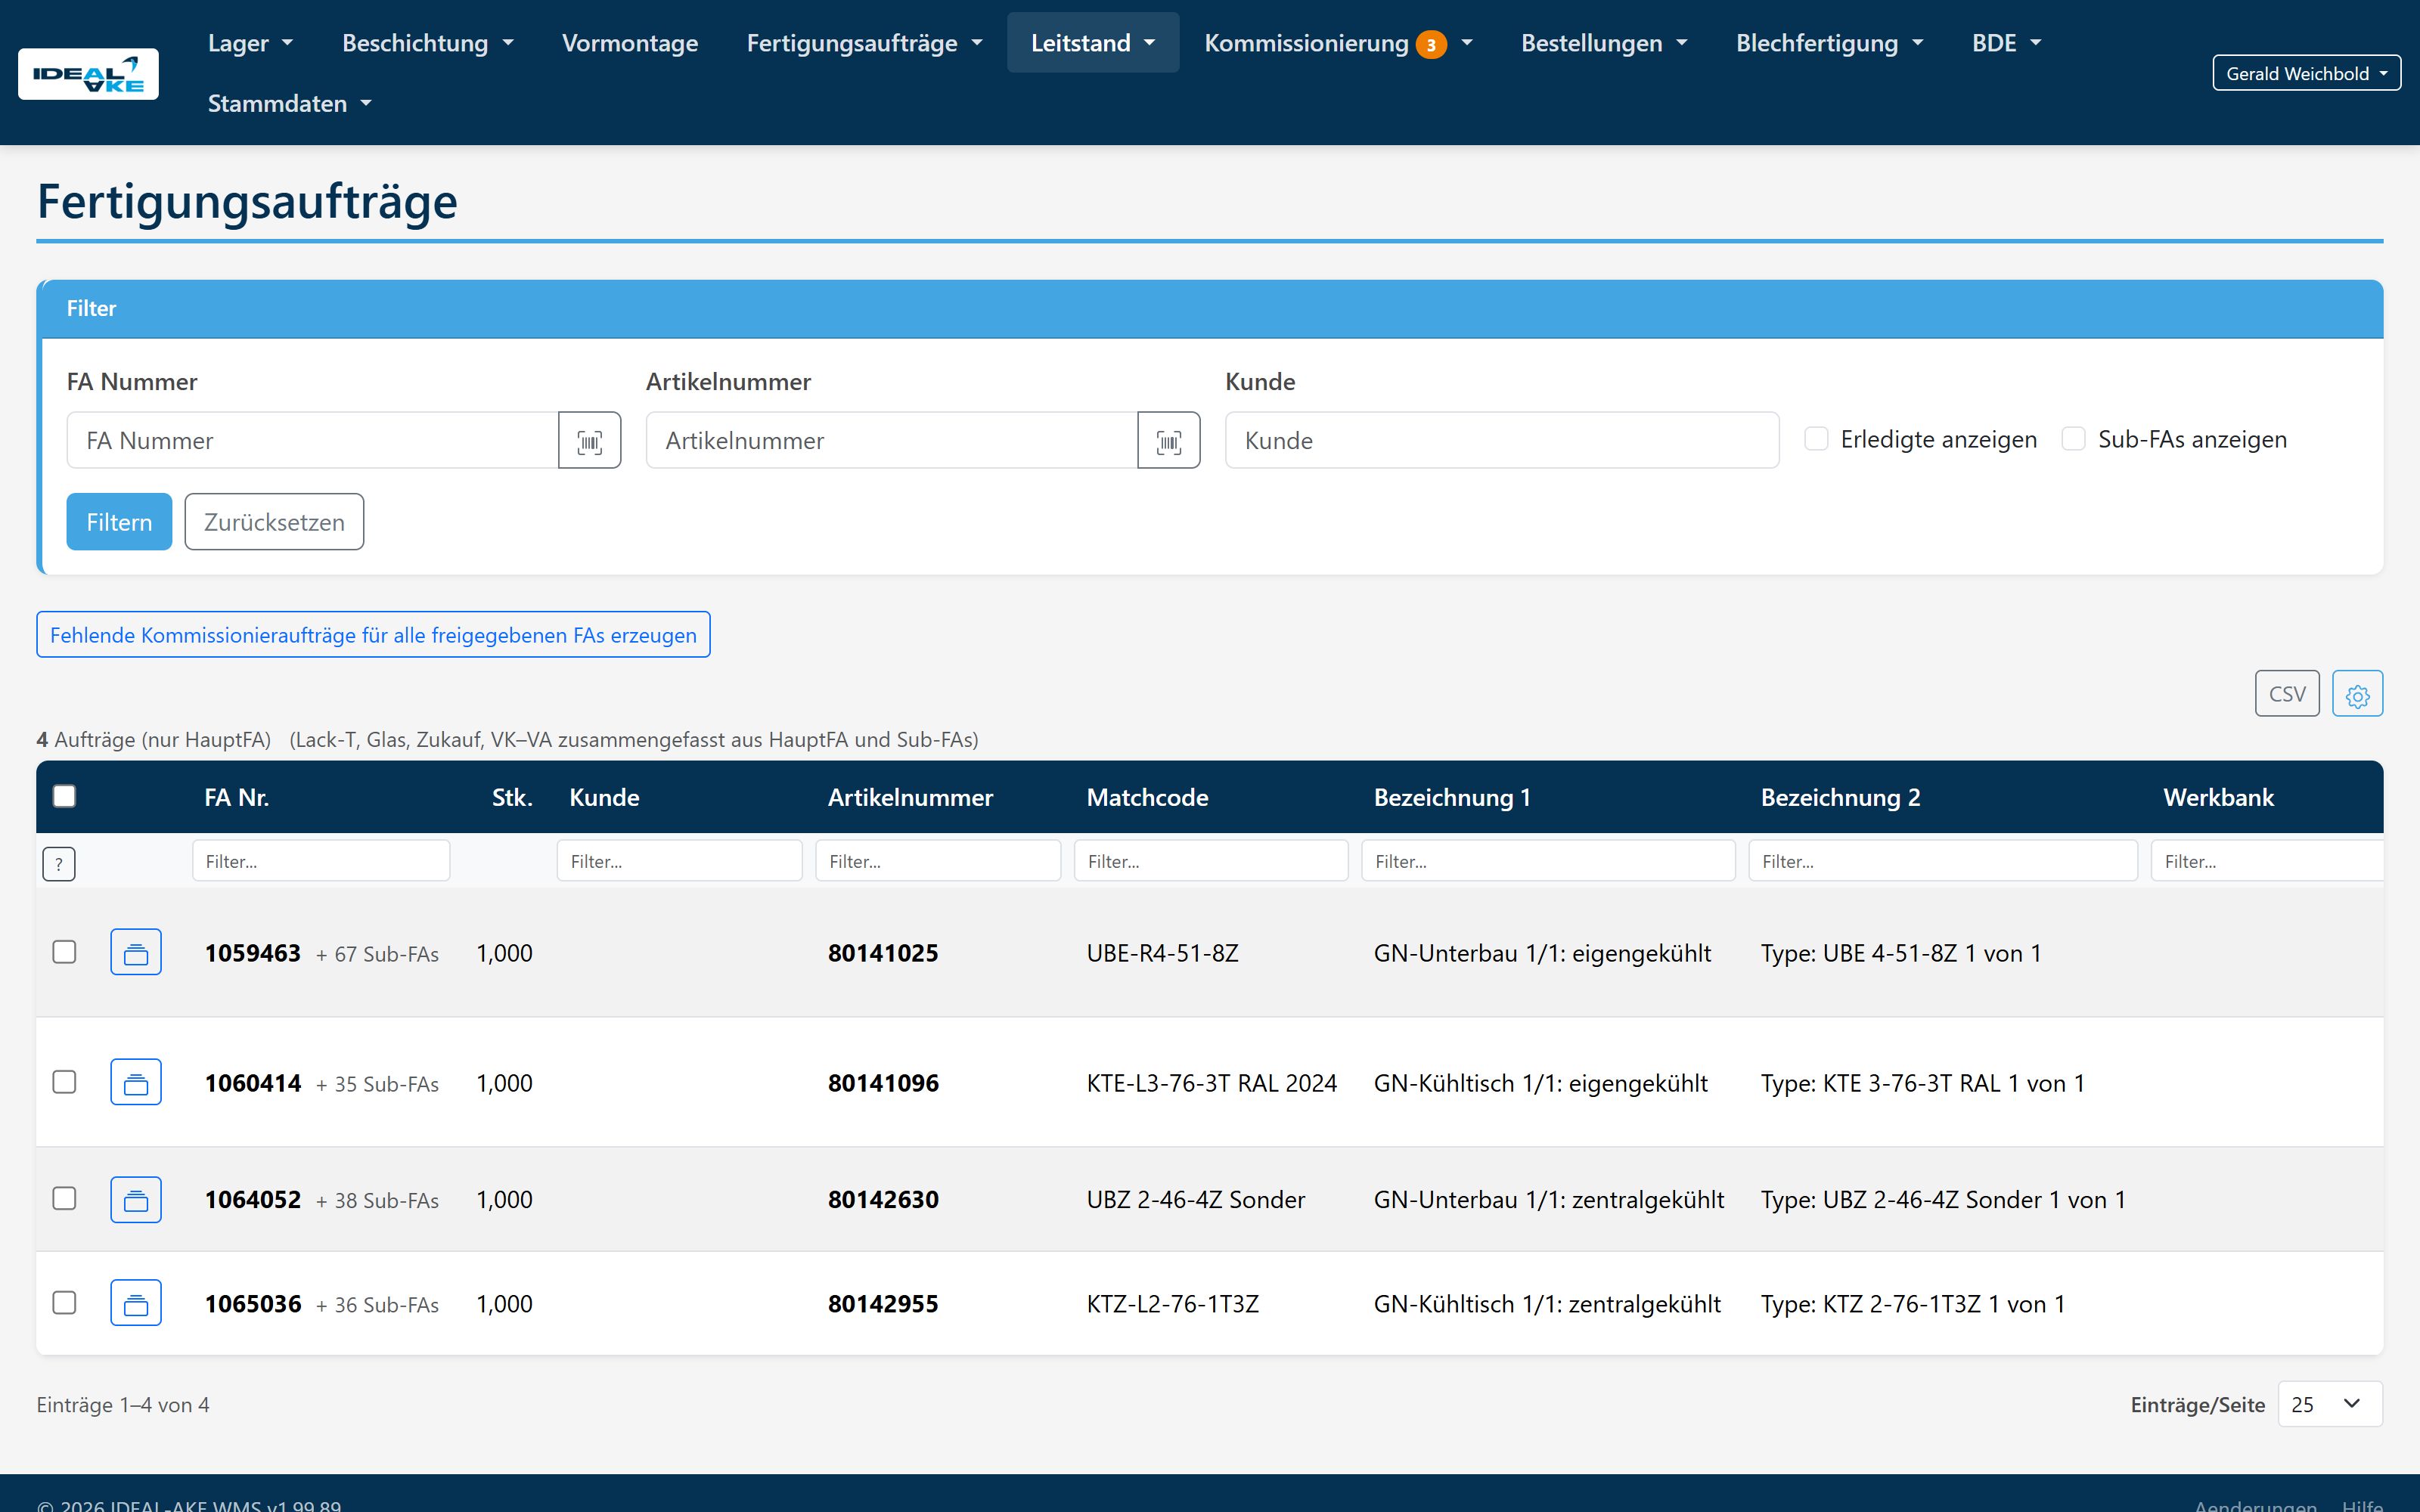 Lager Beschichtung Vormontage Fertigungsaufträge Leitstand Kommissionierung 3 Bestellungen Blechfertigung BDE
IDEAL AKE
Gerald Weichbold
Stammdaten
Fertigungsaufträge
Filter
FA Nummer Artikelnummer Kunde
FA Nummer Artikelnummer Kunde Erledigte anzeigen Sub-FAs anzeigen
Filtern Zurücksetzen
Fehlende Kommissionieraufträge für alle freigegebenen FAs erzeugen
CSV
4 Aufträge (nur HauptFA) (Lack-T, Glas, Zukauf, VK–VA zusammengefasst aus HauptFA und Sub-FAs)
FA Nr. Stk. Kunde Artikelnummer Matchcode Bezeichnung 1 Bezeichnung 2 Werkbank
? Filter... Filter... Filter... Filter... Filter... Filter... Filter...
1059463 + 67 Sub-FAs 1,000 80141025 UBE-R4-51-8Z GN-Unterbau 1/1: eigengekühlt Type: UBE 4-51-8Z 1 von 1
1060414 + 35 Sub-FAs 1,000 80141096 KTE-L3-76-3T RAL 2024 GN-Kühltisch 1/1: eigengekühlt Type: KTE 3-76-3T RAL 1 von 1
1064052 + 38 Sub-FAs 1,000 80142630 UBZ 2-46-4Z Sonder GN-Unterbau 1/1: zentralgekühlt Type: UBZ 2-46-4Z Sonder 1 von 1
1065036 + 36 Sub-FAs 1,000 80142955 KTZ-L2-76-1T3Z GN-Kühltisch 1/1: zentralgekühlt Type: KTZ 2-76-1T3Z 1 von 1
Einträge 1–4 von 4 Einträge/Seite 25
© 2026 IDEAL-AKE WMS v1.99.89 Aenderungen Hilfe